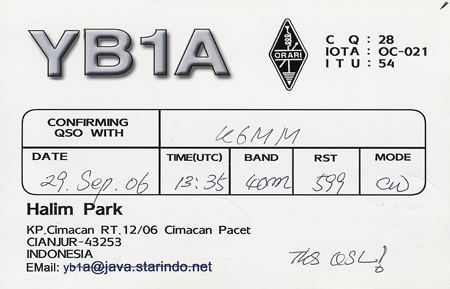 YB1A
ORARI
C Q : 28
IOTA : OC-021
I T U : 54
CONFIRMING QSO WITH K6MM
DATE TIME(UTC) BAND RST MODE
29. Sep. 06 13:35 40m 599 CW
Halim Park
KP.Cimacan RT.12/06 Cimacan Pacet
CIANJUR-43253
INDONESIA
EMail: yb1a@java.starindo.net
TKS QSL!